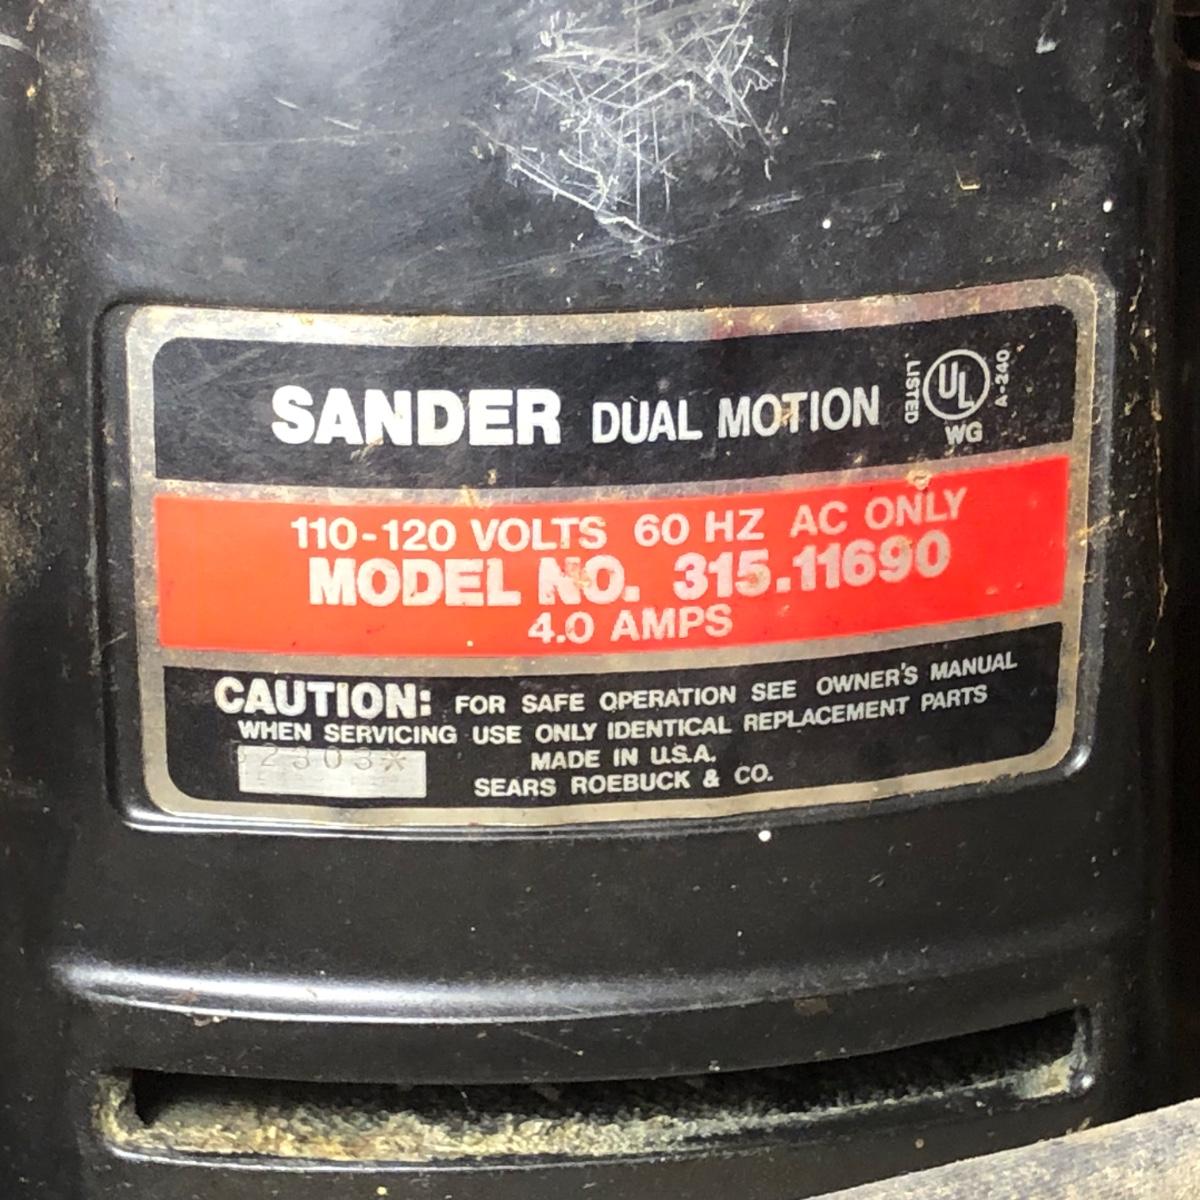 SANDER DUAL MOTION
LISTED UL A-240
WG
110-120 VOLTS 60 HZ AC ONLY
MODEL NO. 315.11690
4.0 AMPS
CAUTION: FOR SAFE OPERATION SEE OWNER'S MANUAL
WHEN SERVICING USE ONLY IDENTICAL REPLACEMENT PARTS
MADE IN U.S.A.
SEARS ROEBUCK & CO.
2303*